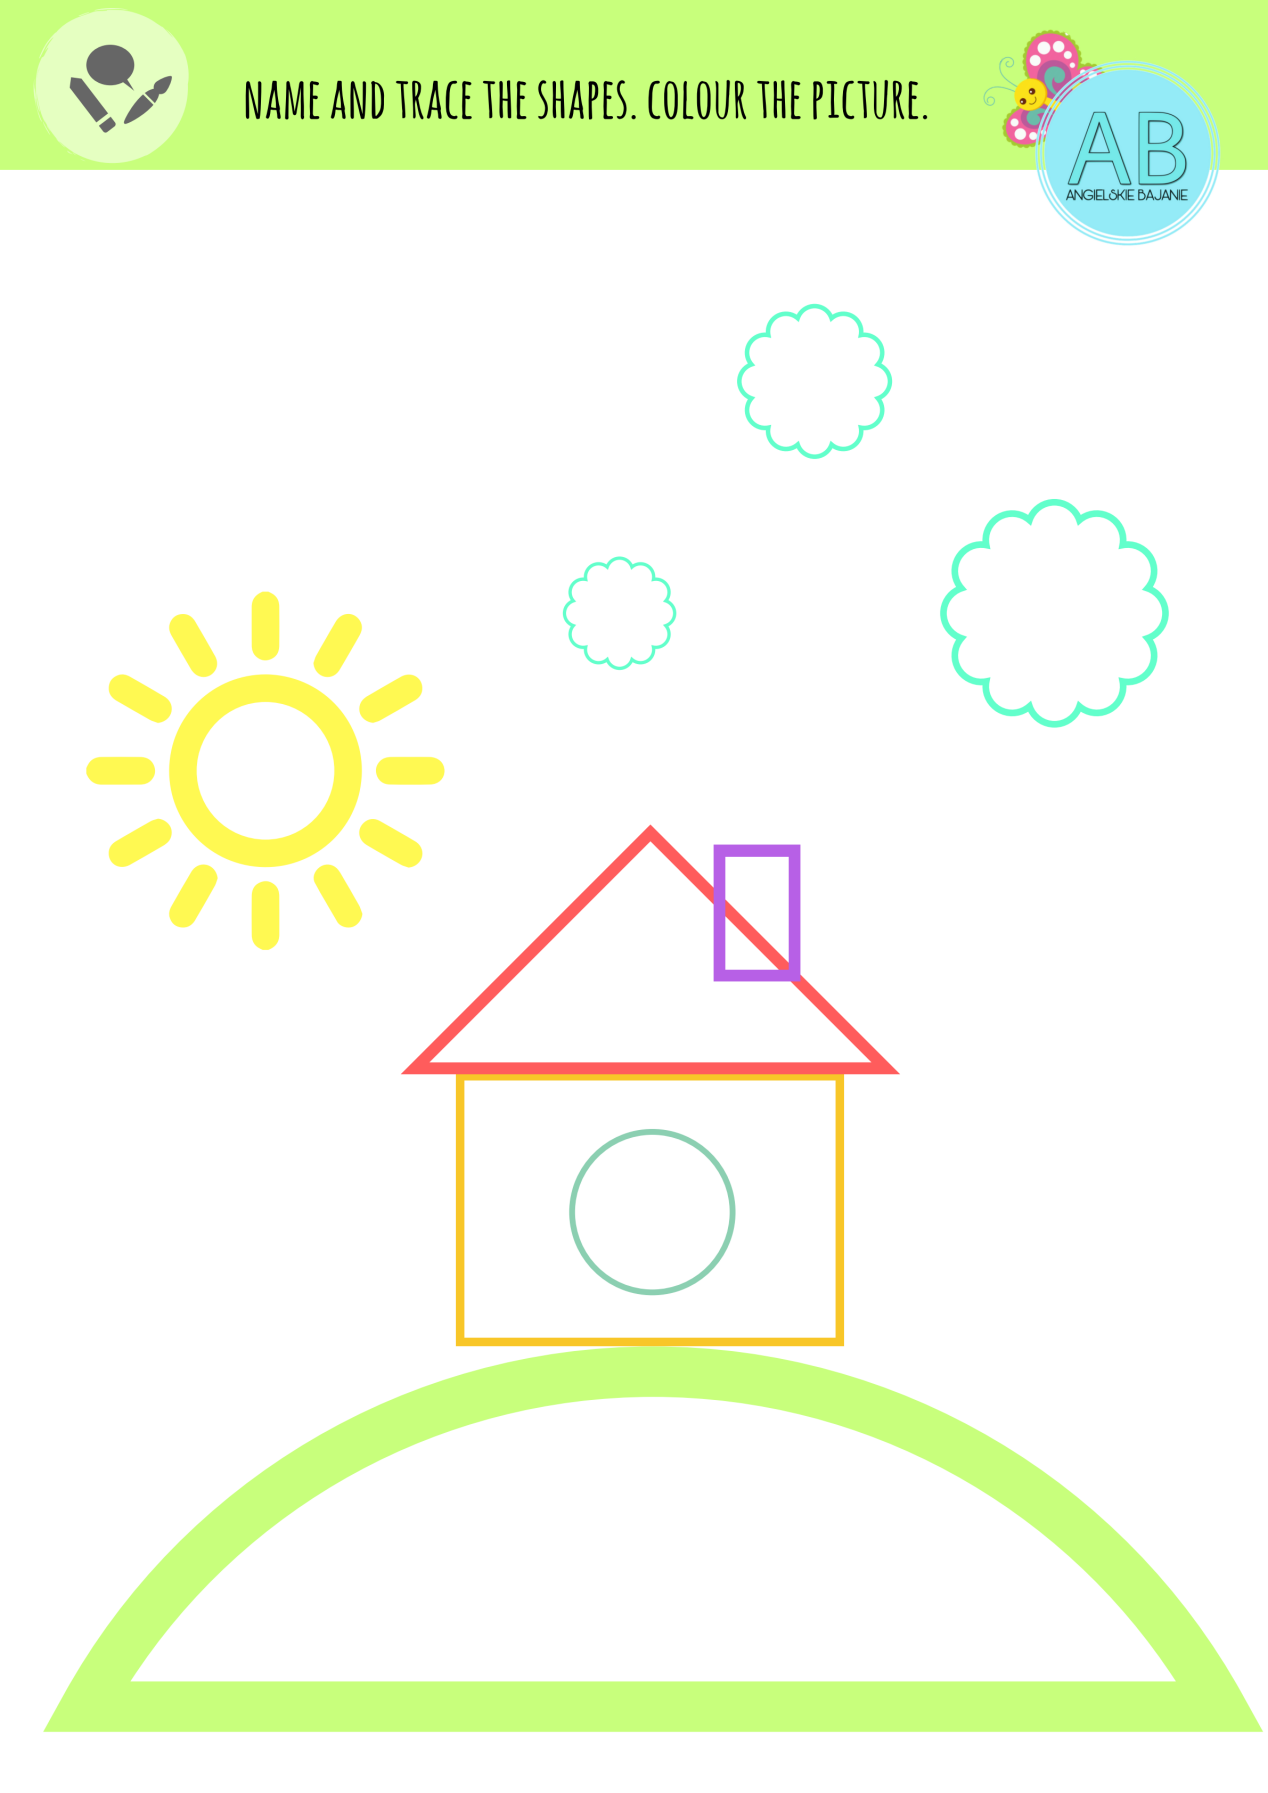 NAME AND TRACE THE SHAPES. COLOUR THE PICTURE.
AB
ANGIELSKIE BAJANIE